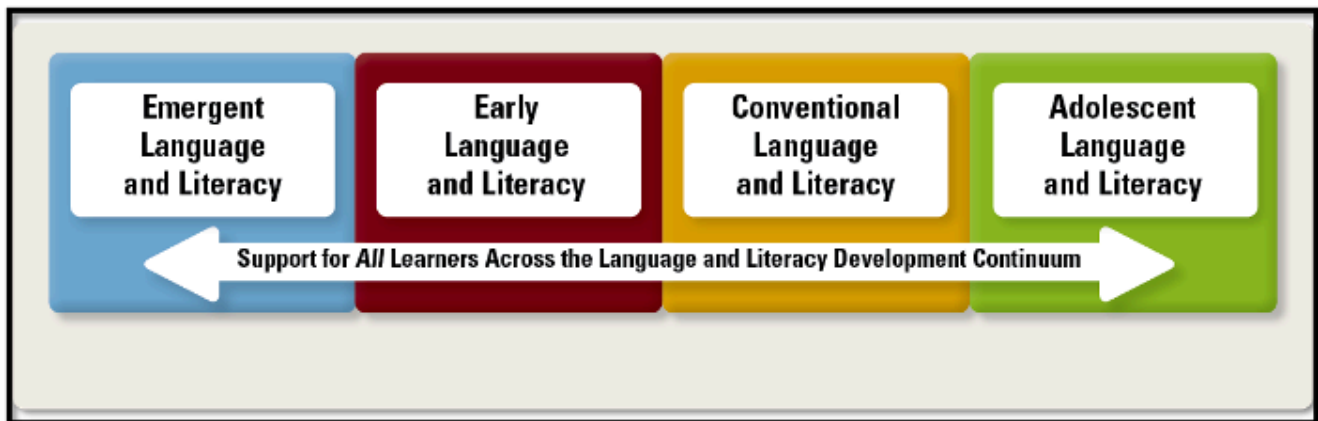 Emergent
Language
and Literacy
Early
Language
and Literacy
Conventional
Language
and Literacy
Adolescent
Language
and Literacy
Support for All Learners Across the Language and Literacy Development Continuum